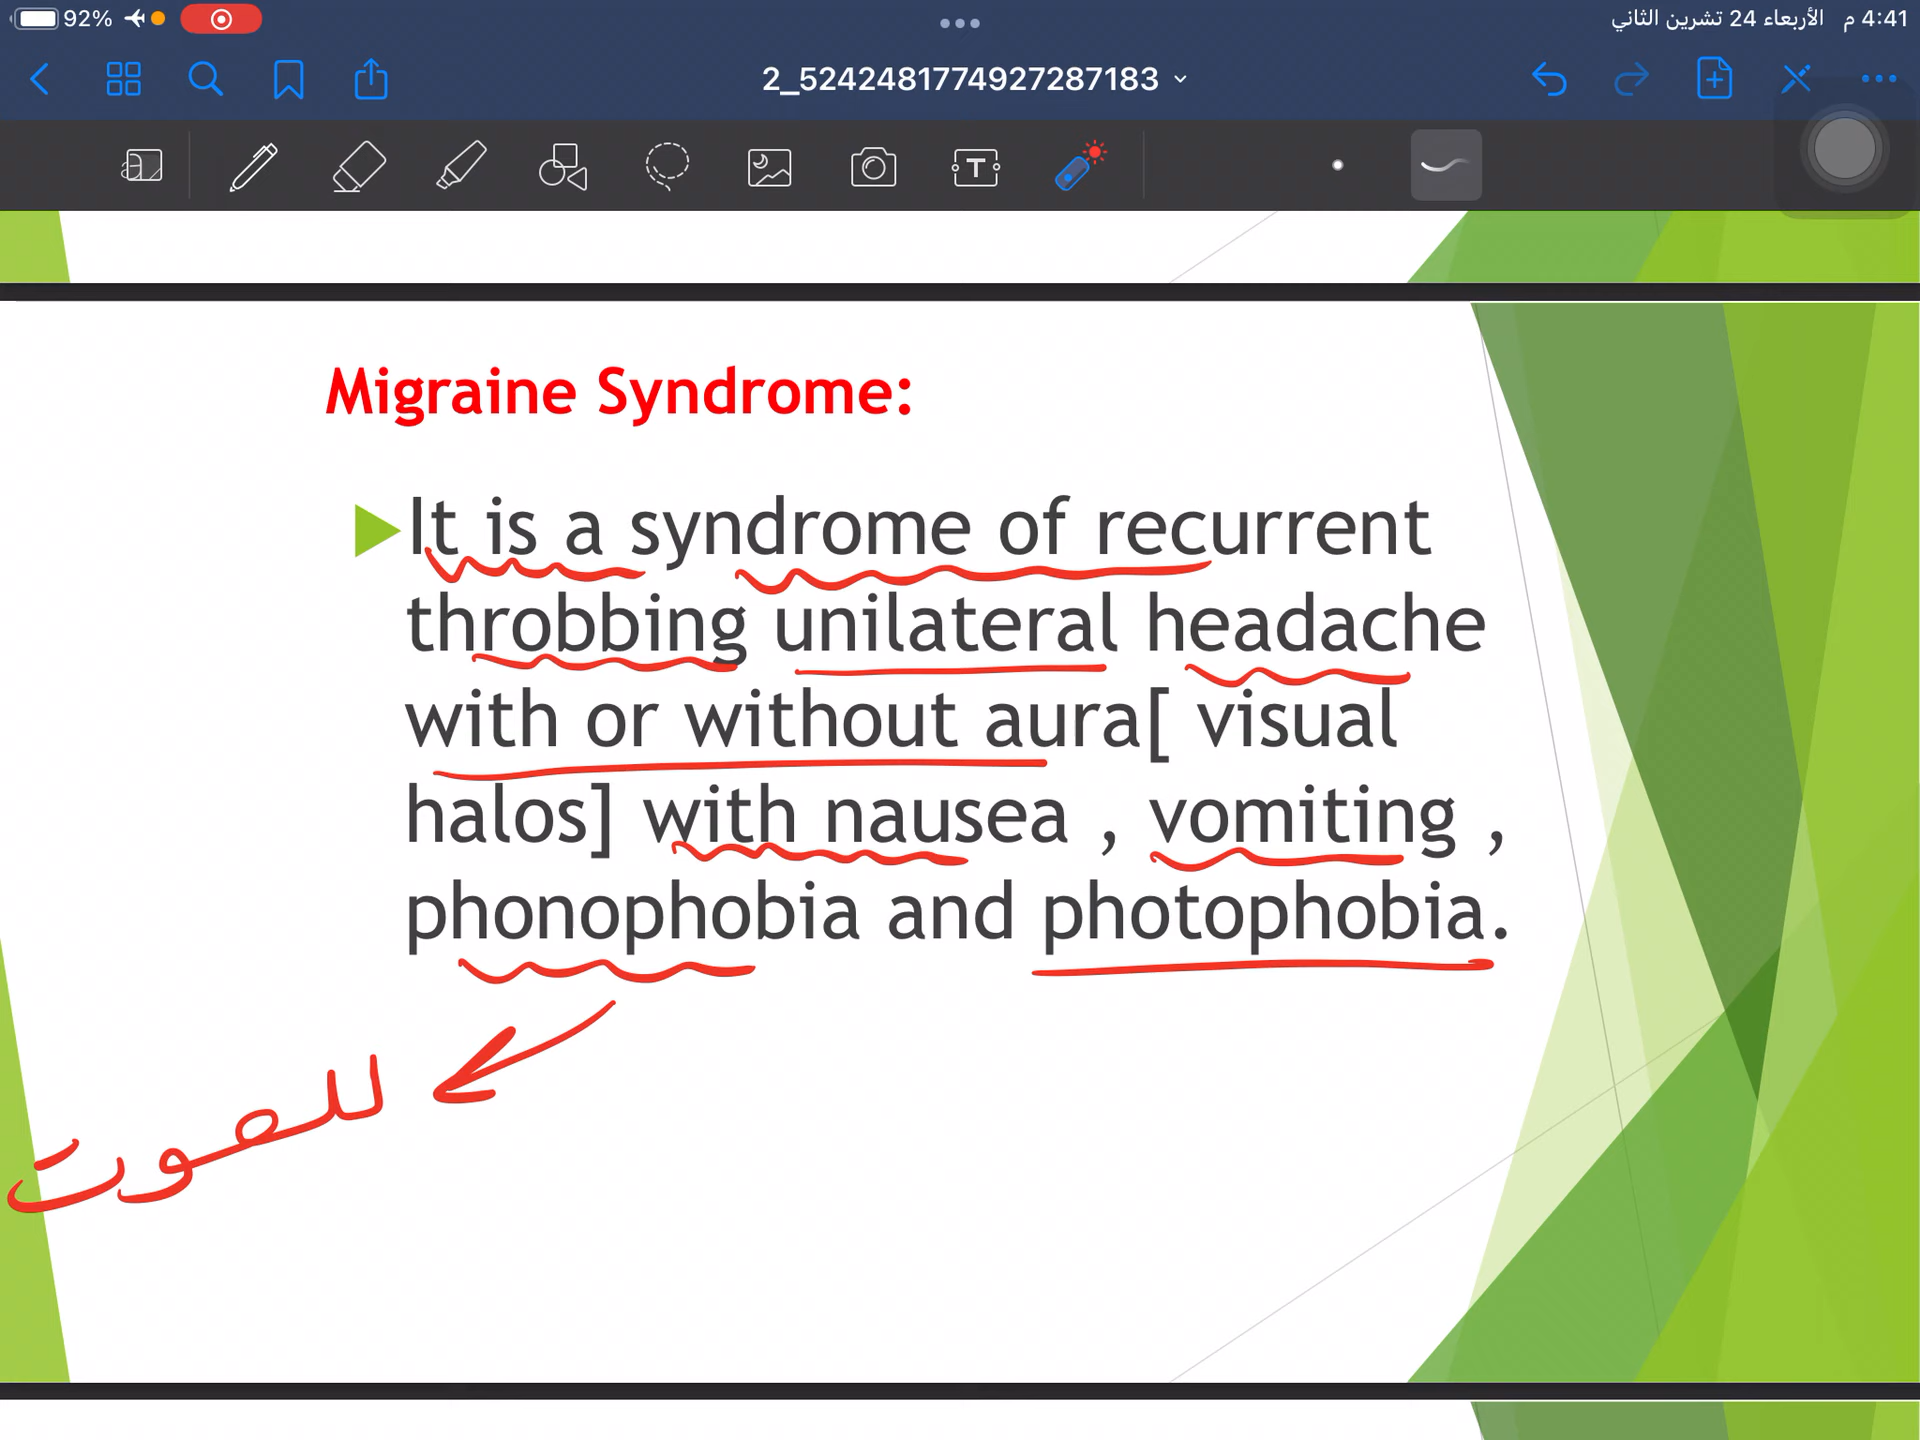 92%
4:41 م الأربعاء 24 تشرين الثاني
2_5242481774927287183
T
Migraine Syndrome:
It is a syndrome of recurrent
throbbing unilateral headache
with or without aura[ visual
halos] with nausea , vomiting ,
phonophobia and photophobia.
للصوت